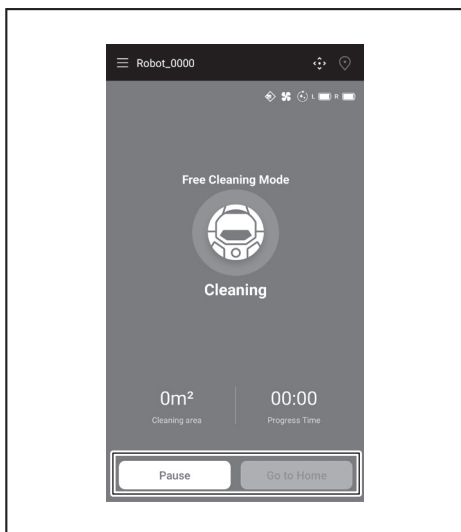 Robot_0000
L R
Free Cleaning Mode
Cleaning
0m² 00:00
Cleaning area Progress Time
Pause Go to Home